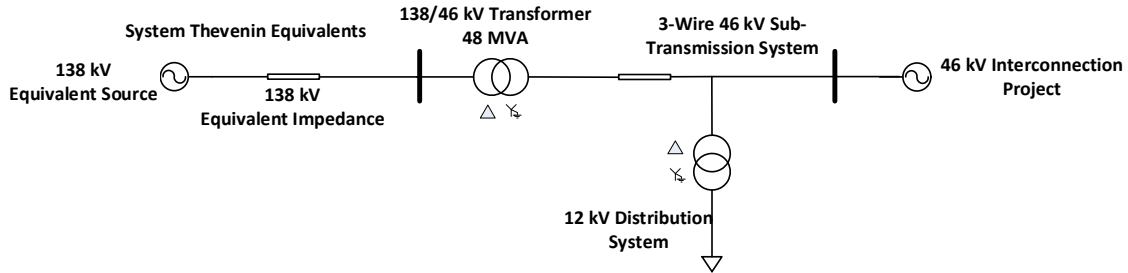 System Thevenin Equivalents
138 kV
Equivalent Source
138 kV
Equivalent Impedance
138/46 kV Transformer
48 MVA
3-Wire 46 kV Sub-
Transmission System
46 kV Interconnection
Project
12 kV Distribution
System